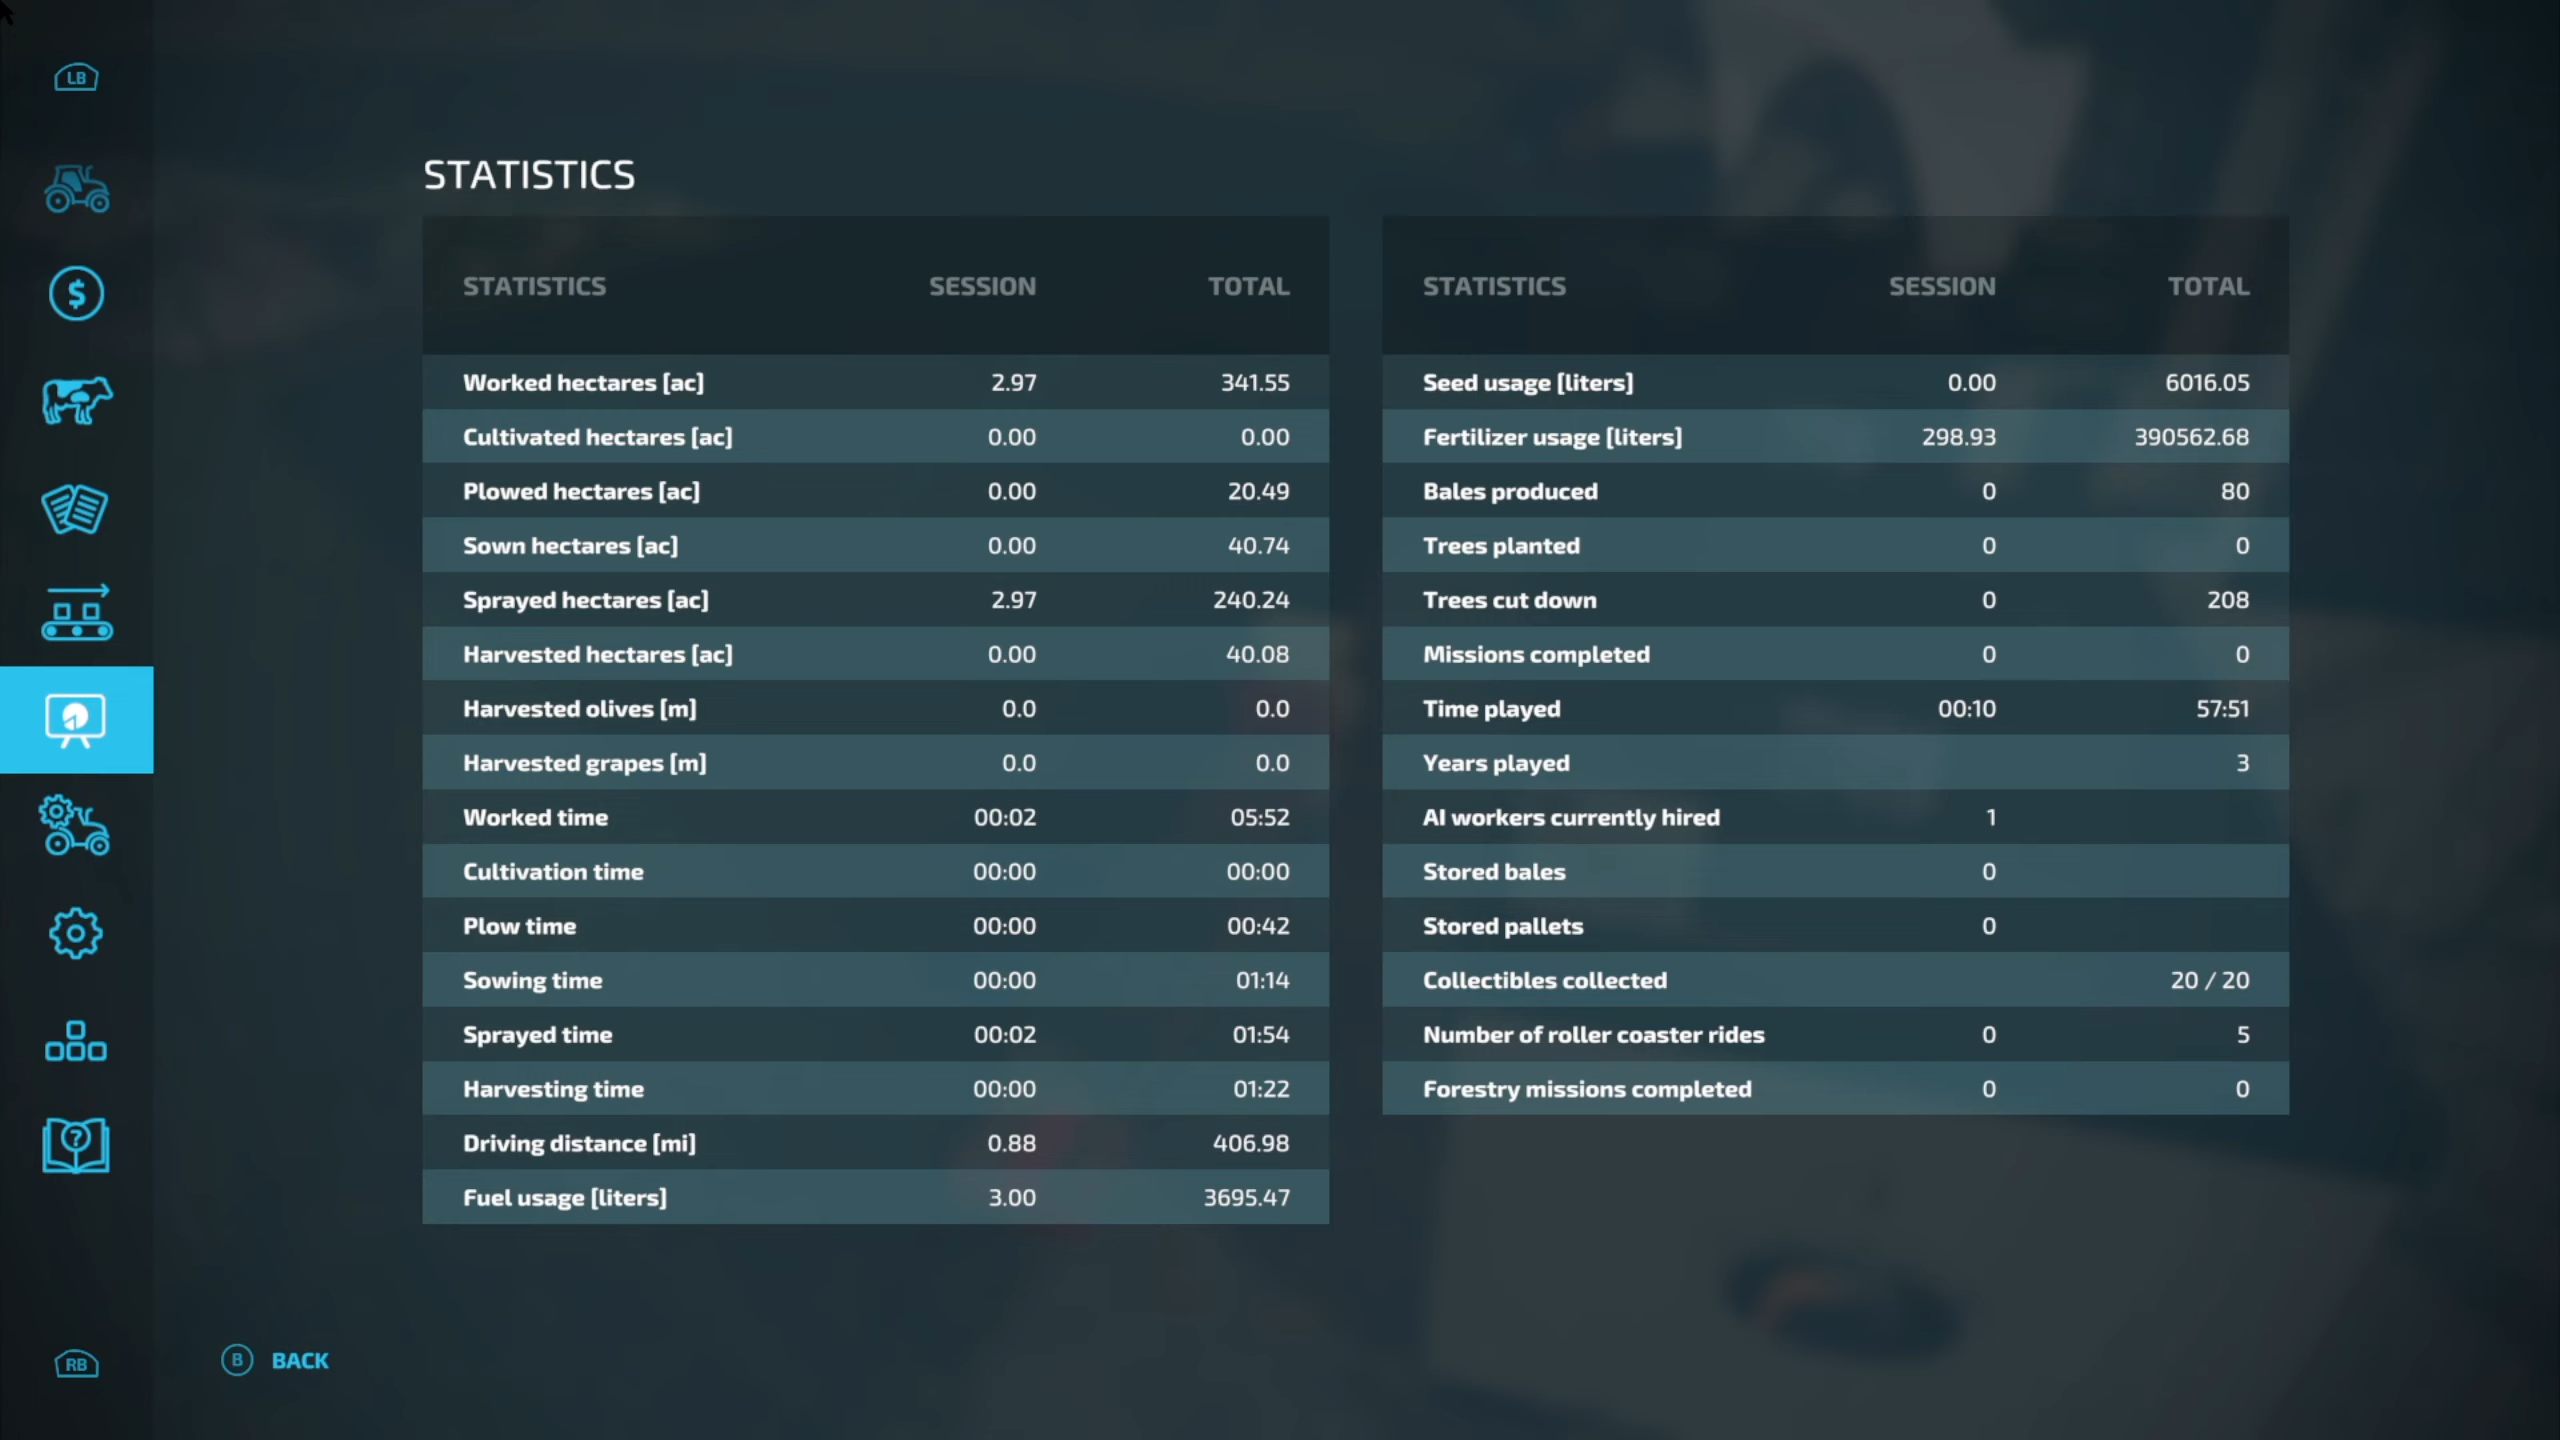 LB
STATISTICS
STATISTICS SESSION TOTAL
Worked hectares [ac] 2.97 341.55
Cultivated hectares [ac] 0.00 0.00
Plowed hectares [ac] 0.00 20.49
Sown hectares [ac] 0.00 40.74
Sprayed hectares [ac] 2.97 240.24
Harvested hectares [ac] 0.00 40.08
Harvested olives [m] 0.0 0.0
Harvested grapes [m] 0.0 0.0
Worked time 00:02 05:52
Cultivation time 00:00 00:00
Plow time 00:00 00:42
Sowing time 00:00 01:14
Sprayed time 00:02 01:54
Harvesting time 00:00 01:22
Driving distance [mi] 0.88 406.98
Fuel usage [liters] 3.00 3695.47
STATISTICS SESSION TOTAL
Seed usage [liters] 0.00 6016.05
Fertilizer usage [liters] 298.93 390562.68
Bales produced 0 80
Trees planted 0 0
Trees cut down 0 208
Missions completed 0 0
Time played 00:10 57:51
Years played 3
AI workers currently hired 1
Stored bales 0
Stored pallets 0
Collectibles collected 20 / 20
Number of roller coaster rides 0 5
Forestry missions completed 0 0
RB
B BACK